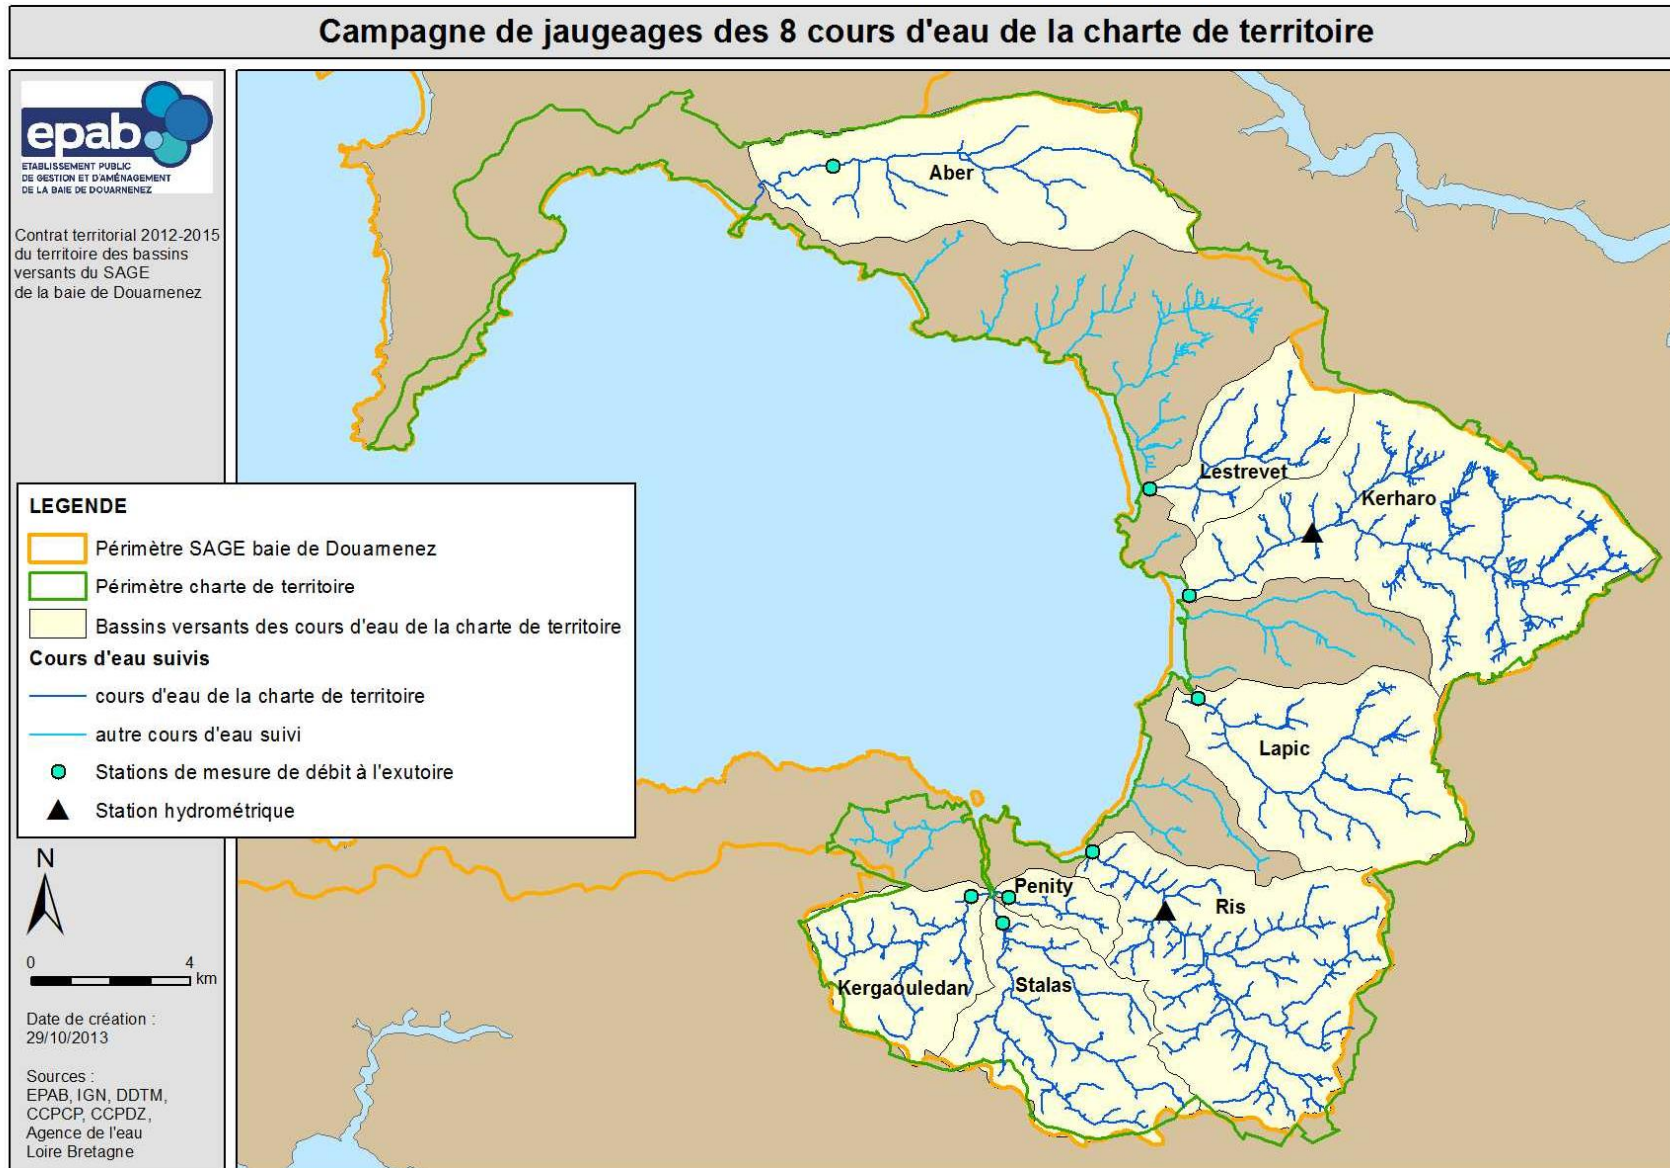 Campagne de jaugeages des 8 cours d'eau de la charte de territoire
epab
ETABLISSEMENT PUBLIC
DE GESTION ET D'AMÉNAGEMENT
DE LA BAIE DE DOUARNENEZ
Contrat territorial 2012-2015
du territoire des bassins
versants du SAGE
de la baie de Douarnenez
LEGENDE
Périmètre SAGE baie de Douarnenez
Périmètre charte de territoire
Bassins versants des cours d'eau de la charte de territoire
Cours d'eau suivis
cours d'eau de la charte de territoire
autre cours d'eau suivi
Stations de mesure de débit à l'exutoire
Station hydrométrique
N
0 4
km
Date de création :
29/10/2013
Sources :
EPAB, IGN, DDTM,
CCPCP, CCPDZ,
Agence de l'eau
Loire Bretagne
Aber
Lestrevet
Kerharo
Lapic
Penity
Ris
Kergaouledan
Stalas